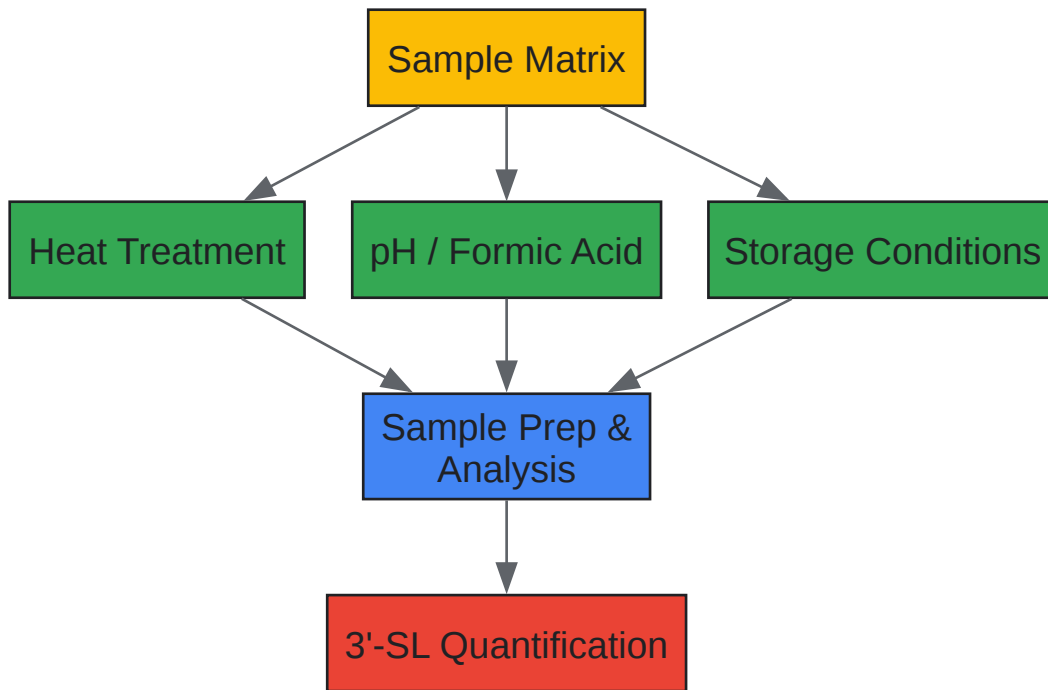 Sample Matrix
Heat Treatment
pH / Formic Acid
Storage Conditions
Sample Prep &
Analysis
3'-SL Quantification